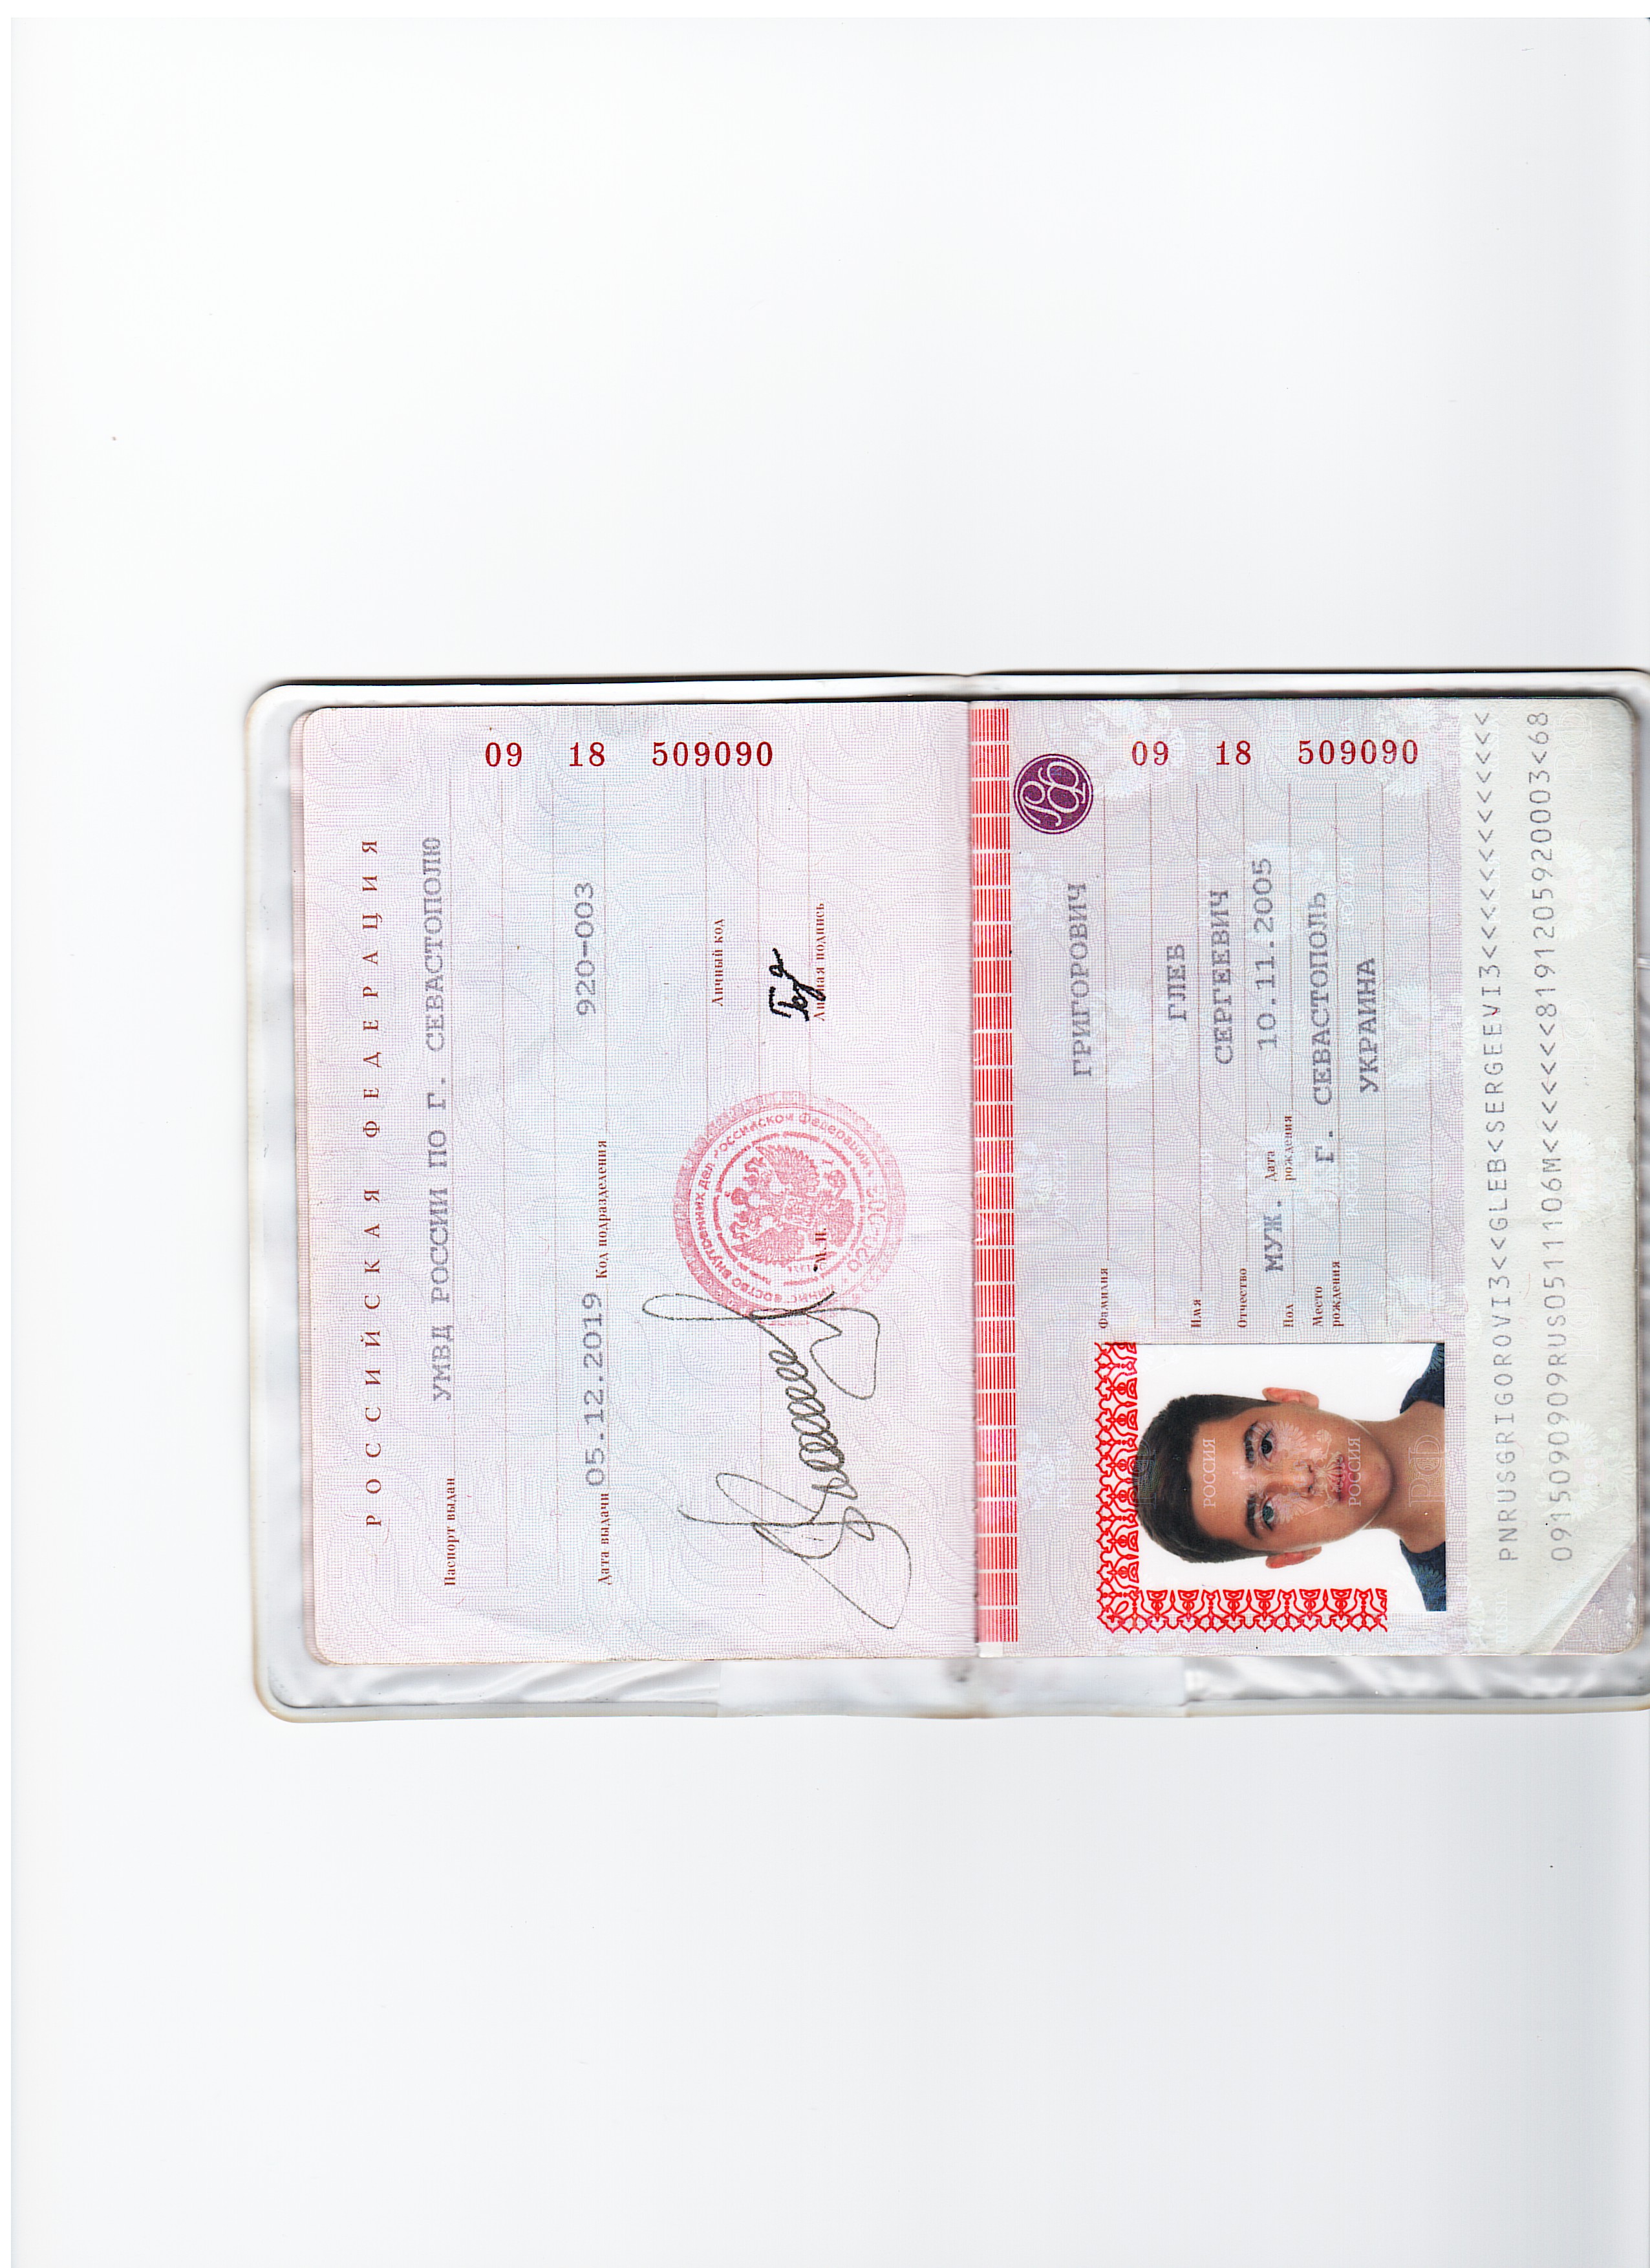 РОССИЙСКАЯ ФЕДЕРАЦИЯ
Паспорт выдан УМВД РОССИИ ПО Г. СЕВАСТОПОЛЮ
Дата выдачи 05.12.2019 Код подразделения 920-003
Личный код
Личная подпись
М.П.
09 18 509090
Фамилия ГРИГОРОВИЧ
Имя ГЛЕБ
Отчество СЕРГЕЕВИЧ
Пол МУЖ. Дата рождения 10.11.2005
Место рождения Г. СЕВАСТОПОЛЬ
УКРАИНА
09 18 509090
РОССИЯ
РОССИЯ
РФ
PNRUSGRIGOROVI3<<GLEB<SERGEEVI3<<<<<<<<<<<<<
0915090909RUS0511106M<<<<<<<8191205920003<68